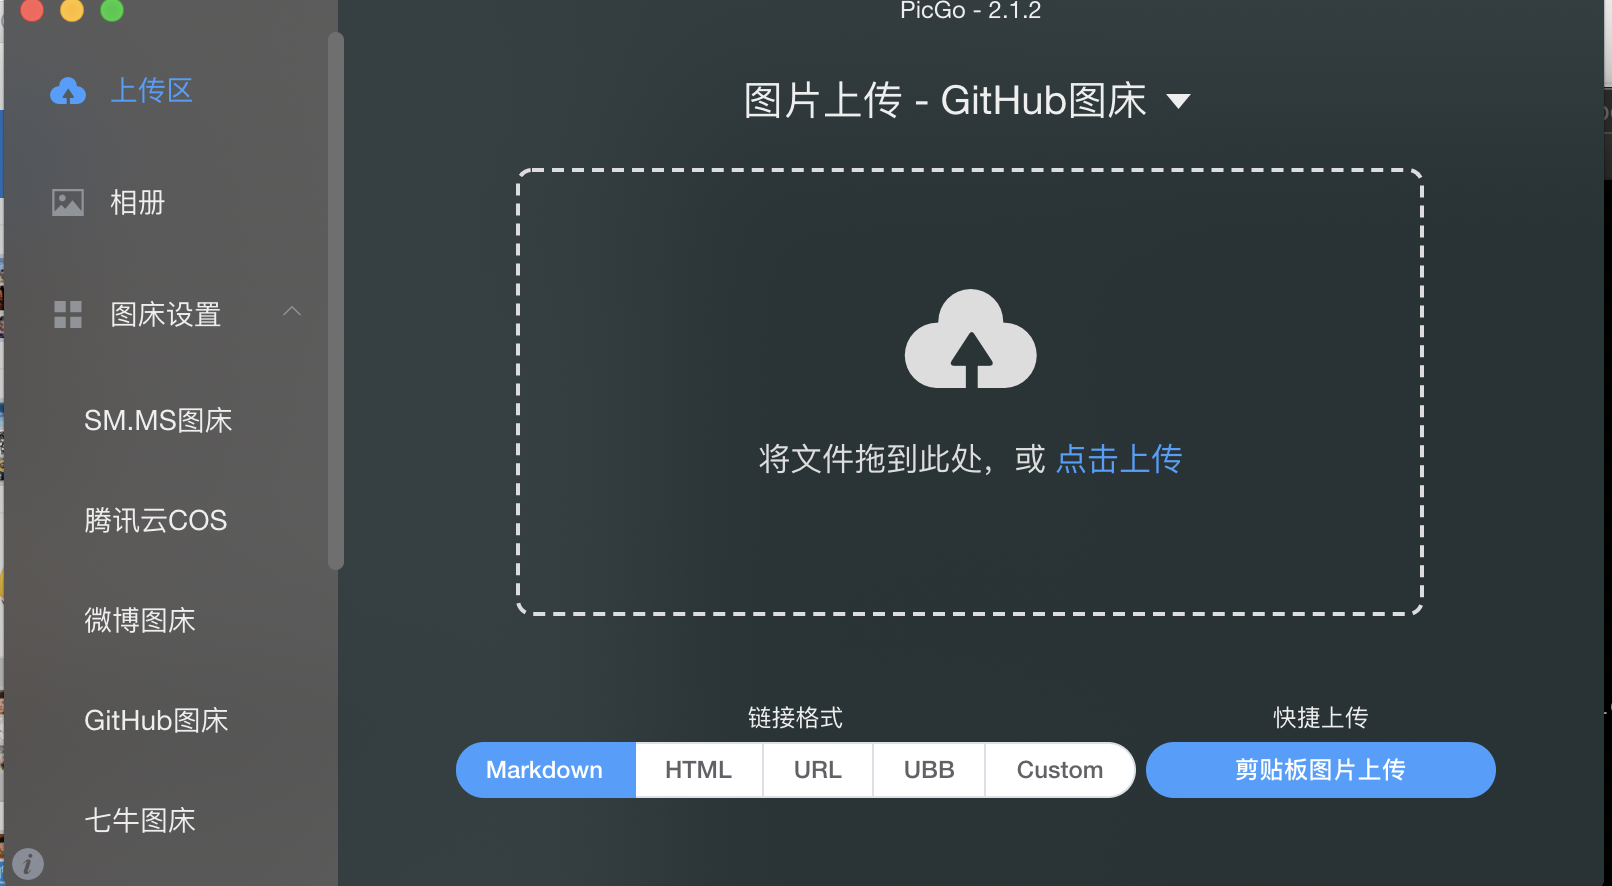 PicGo - 2.1.2
上传区
相册
图床设置
SM.MS图床
腾讯云COS
微博图床
GitHub图床
七牛图床
图片上传 - GitHub图床
将文件拖到此处，或 点击上传
链接格式
Markdown HTML URL UBB Custom
快捷上传
剪贴板图片上传